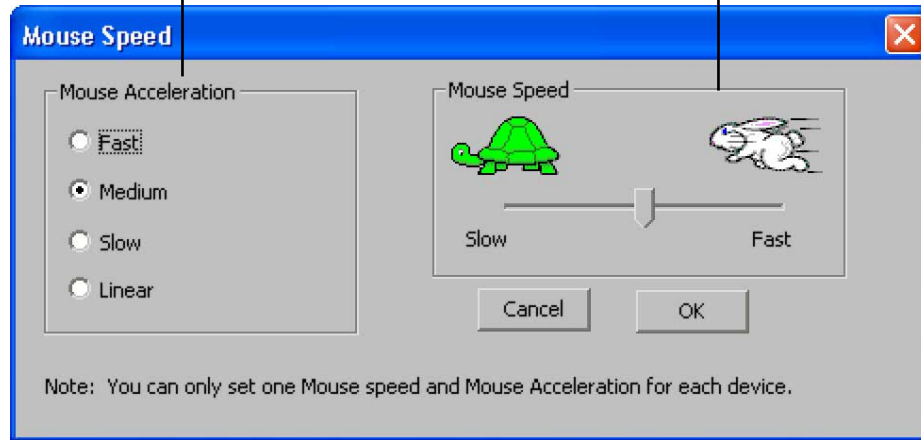 Mouse Speed
Mouse Acceleration
Fast
Medium
Slow
Linear
Mouse Speed
Slow Fast
Cancel OK
Note: You can only set one Mouse speed and Mouse Acceleration for each device.